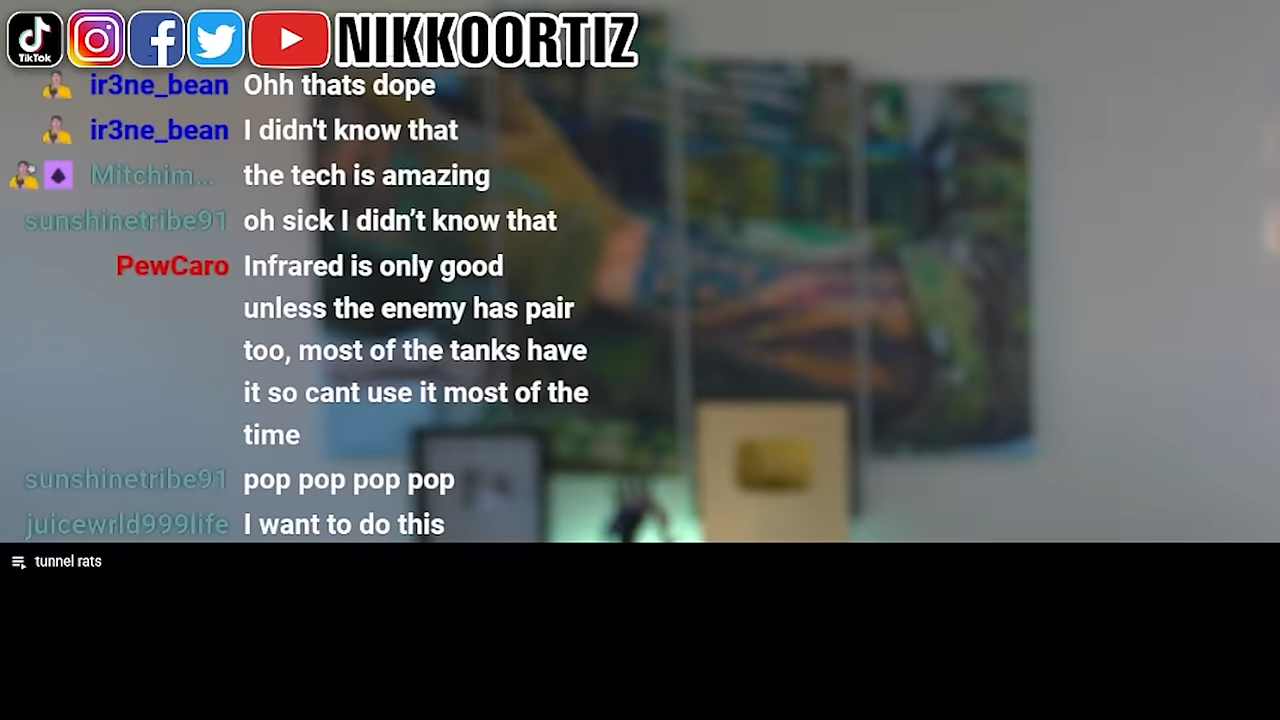 TikTok
NIKKOORTIZ
ir3ne_bean Ohh thats dope
ir3ne_bean I didn't know that
Mitchim... the tech is amazing
sunshinetribe91 oh sick I didn’t know that
PewCaro Infrared is only good
unless the enemy has pair
too, most of the tanks have
it so cant use it most of the
time
sunshinetribe91 pop pop pop pop
juicewrld999life I want to do this
tunnel rats